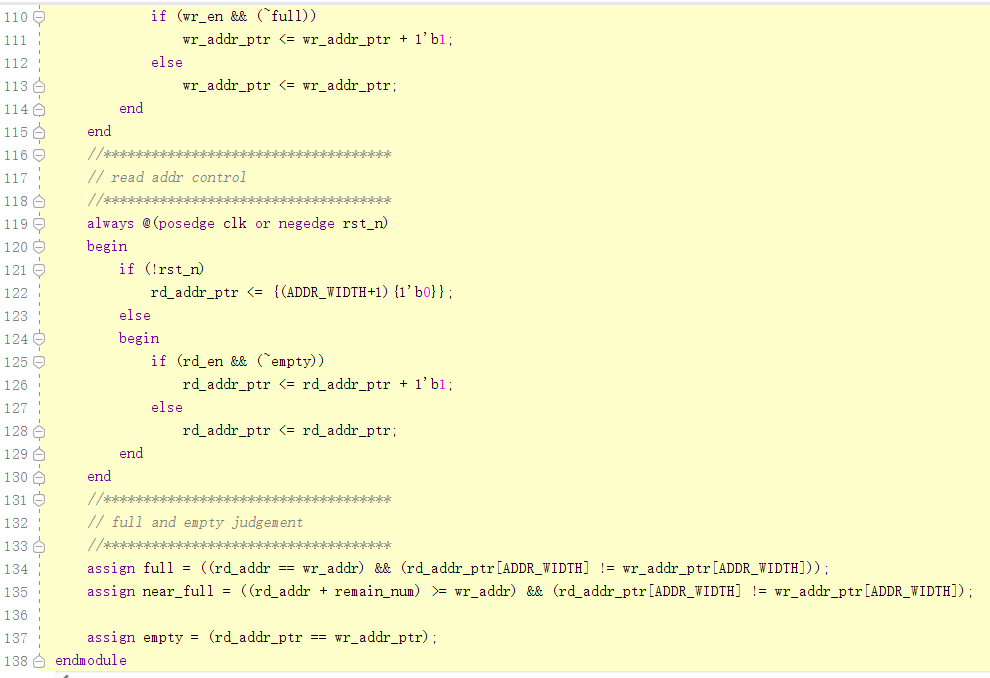 110 if (wr_en && (~full))
111 wr_addr_ptr <= wr_addr_ptr + 1'b1;
112 else
113 wr_addr_ptr <= wr_addr_ptr;
114 end
115 end
116 //************************************
117 // read addr control
118 //************************************
119 always @(posedge clk or negedge rst_n)
120 begin
121 if (!rst_n)
122 rd_addr_ptr <= {(ADDR_WIDTH+1){1'b0}};
123 else
124 begin
125 if (rd_en && (~empty))
126 rd_addr_ptr <= rd_addr_ptr + 1'b1;
127 else
128 rd_addr_ptr <= rd_addr_ptr;
129 end
130 end
131 //************************************
132 // full and empty judgement
133 //************************************
134 assign full = ((rd_addr == wr_addr) && (rd_addr_ptr[ADDR_WIDTH] != wr_addr_ptr[ADDR_WIDTH]));
135 assign near_full = ((rd_addr + remain_num) >= wr_addr) && (rd_addr_ptr[ADDR_WIDTH] != wr_addr_ptr[ADDR_WIDTH]);
136
137 assign empty = (rd_addr_ptr == wr_addr_ptr);
138 endmodule